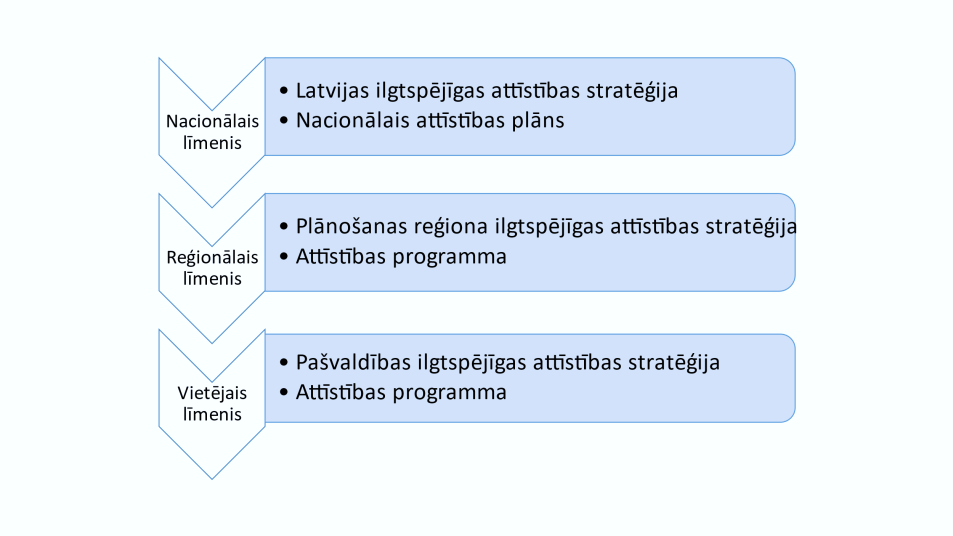 Nacionālais
līmenis
• Latvijas ilgtspējīgas attīstības stratēģija
• Nacionālais attīstības plāns
Reģionālais
līmenis
• Plānošanas reģiona ilgtspējīgas attīstības stratēģija
• Attīstības programma
Vietējais
līmenis
• Pašvaldības ilgtspējīgas attīstības stratēģija
• Attīstības programma